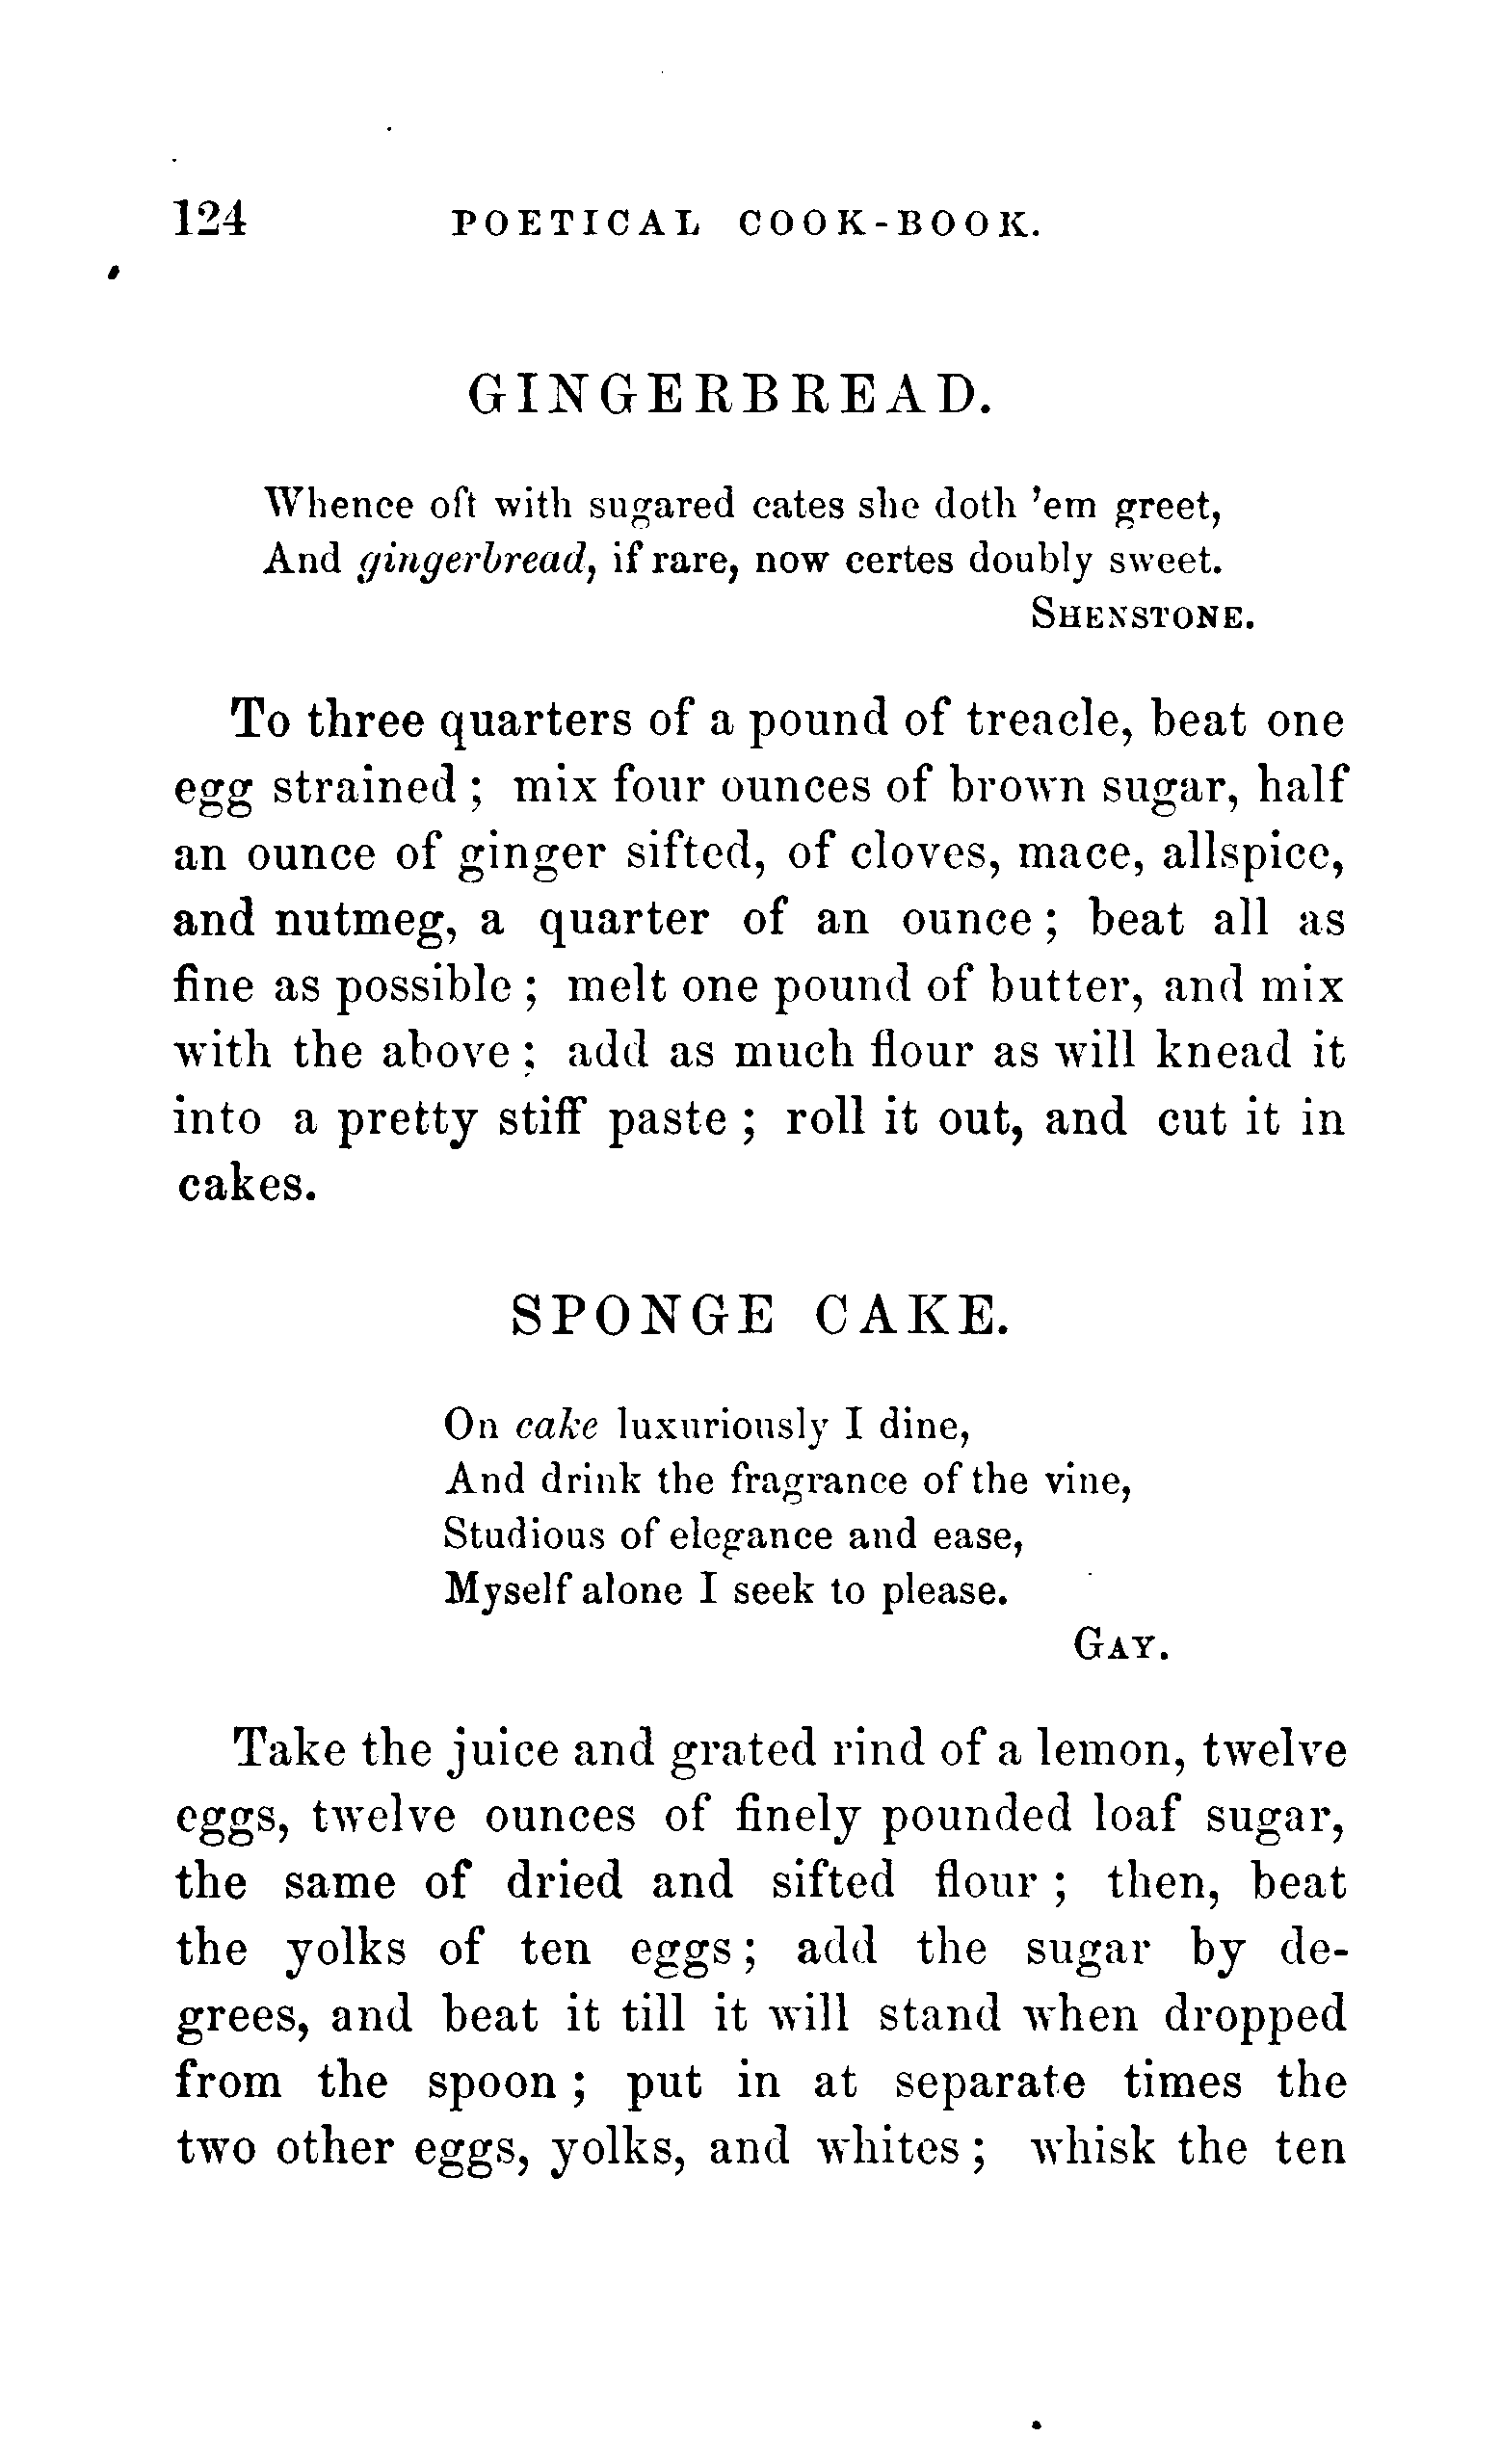 124 POETICAL COOK-BOOK.
GINGERBREAD.
Whence oft with sugared cates she doth 'em greet,
And gingerbread, if rare, now certes doubly sweet.
SHENSTONE.
To three quarters of a pound of treacle, beat one
egg strained ; mix four ounces of brown sugar, half
an ounce of ginger sifted, of cloves, mace, allspice,
and nutmeg, a quarter of an ounce ; beat all as
fine as possible ; melt one pound of butter, and mix
with the above ; add as much flour as will knead it
into a pretty stiff paste ; roll it out, and cut it in
cakes.
SPONGE CAKE.
On cake luxuriously I dine,
And drink the fragrance of the vine,
Studious of elegance and ease,
Myself alone I seek to please.
GAY.
Take the juice and grated rind of a lemon, twelve
eggs, twelve ounces of finely pounded loaf sugar,
the same of dried and sifted flour ; then, beat
the yolks of ten eggs ; add the sugar by de-
grees, and beat it till it will stand when dropped
from the spoon ; put in at separate times the
two other eggs, yolks, and whites ; whisk the ten